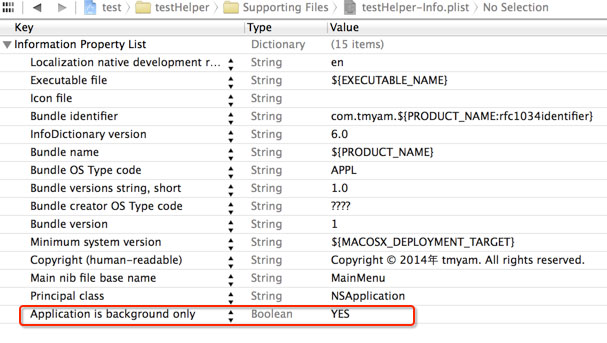 test testHelper Supporting Files testHelper-Info.plist No Selection
Key Type Value
Information Property List Dictionary (15 items)
Localization native development r... String en
Executable file String ${EXECUTABLE_NAME}
Icon file String
Bundle identifier String com.tmyam.${PRODUCT_NAME:rfc1034identifier}
InfoDictionary version String 6.0
Bundle name String ${PRODUCT_NAME}
Bundle OS Type code String APPL
Bundle versions string, short String 1.0
Bundle creator OS Type code String ????
Bundle version String 1
Minimum system version String ${MACOSX_DEPLOYMENT_TARGET}
Copyright (human-readable) String Copyright © 2014年 tmyam. All rights reserved.
Main nib file base name String MainMenu
Principal class String NSApplication
Application is background only Boolean YES